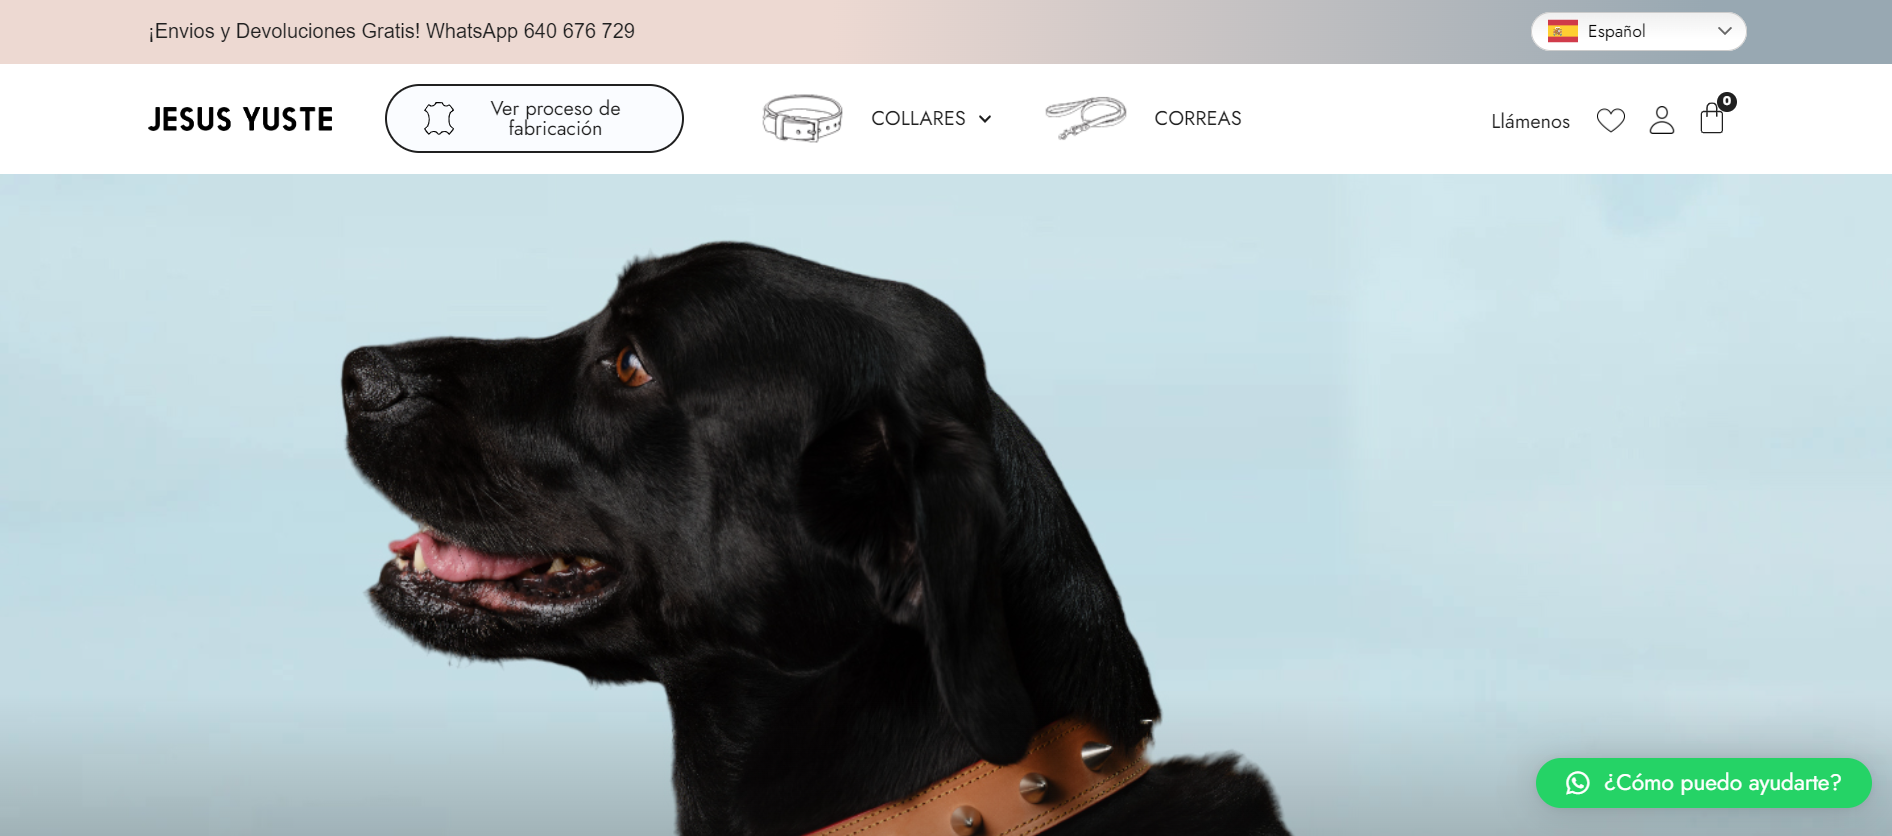 ¡Envios y Devoluciones Gratis! WhatsApp 640 676 729
Español
JESUS YUSTE
Ver proceso de
fabricación
COLLARES
CORREAS
Llámenos
0
¿Cómo puedo ayudarte?